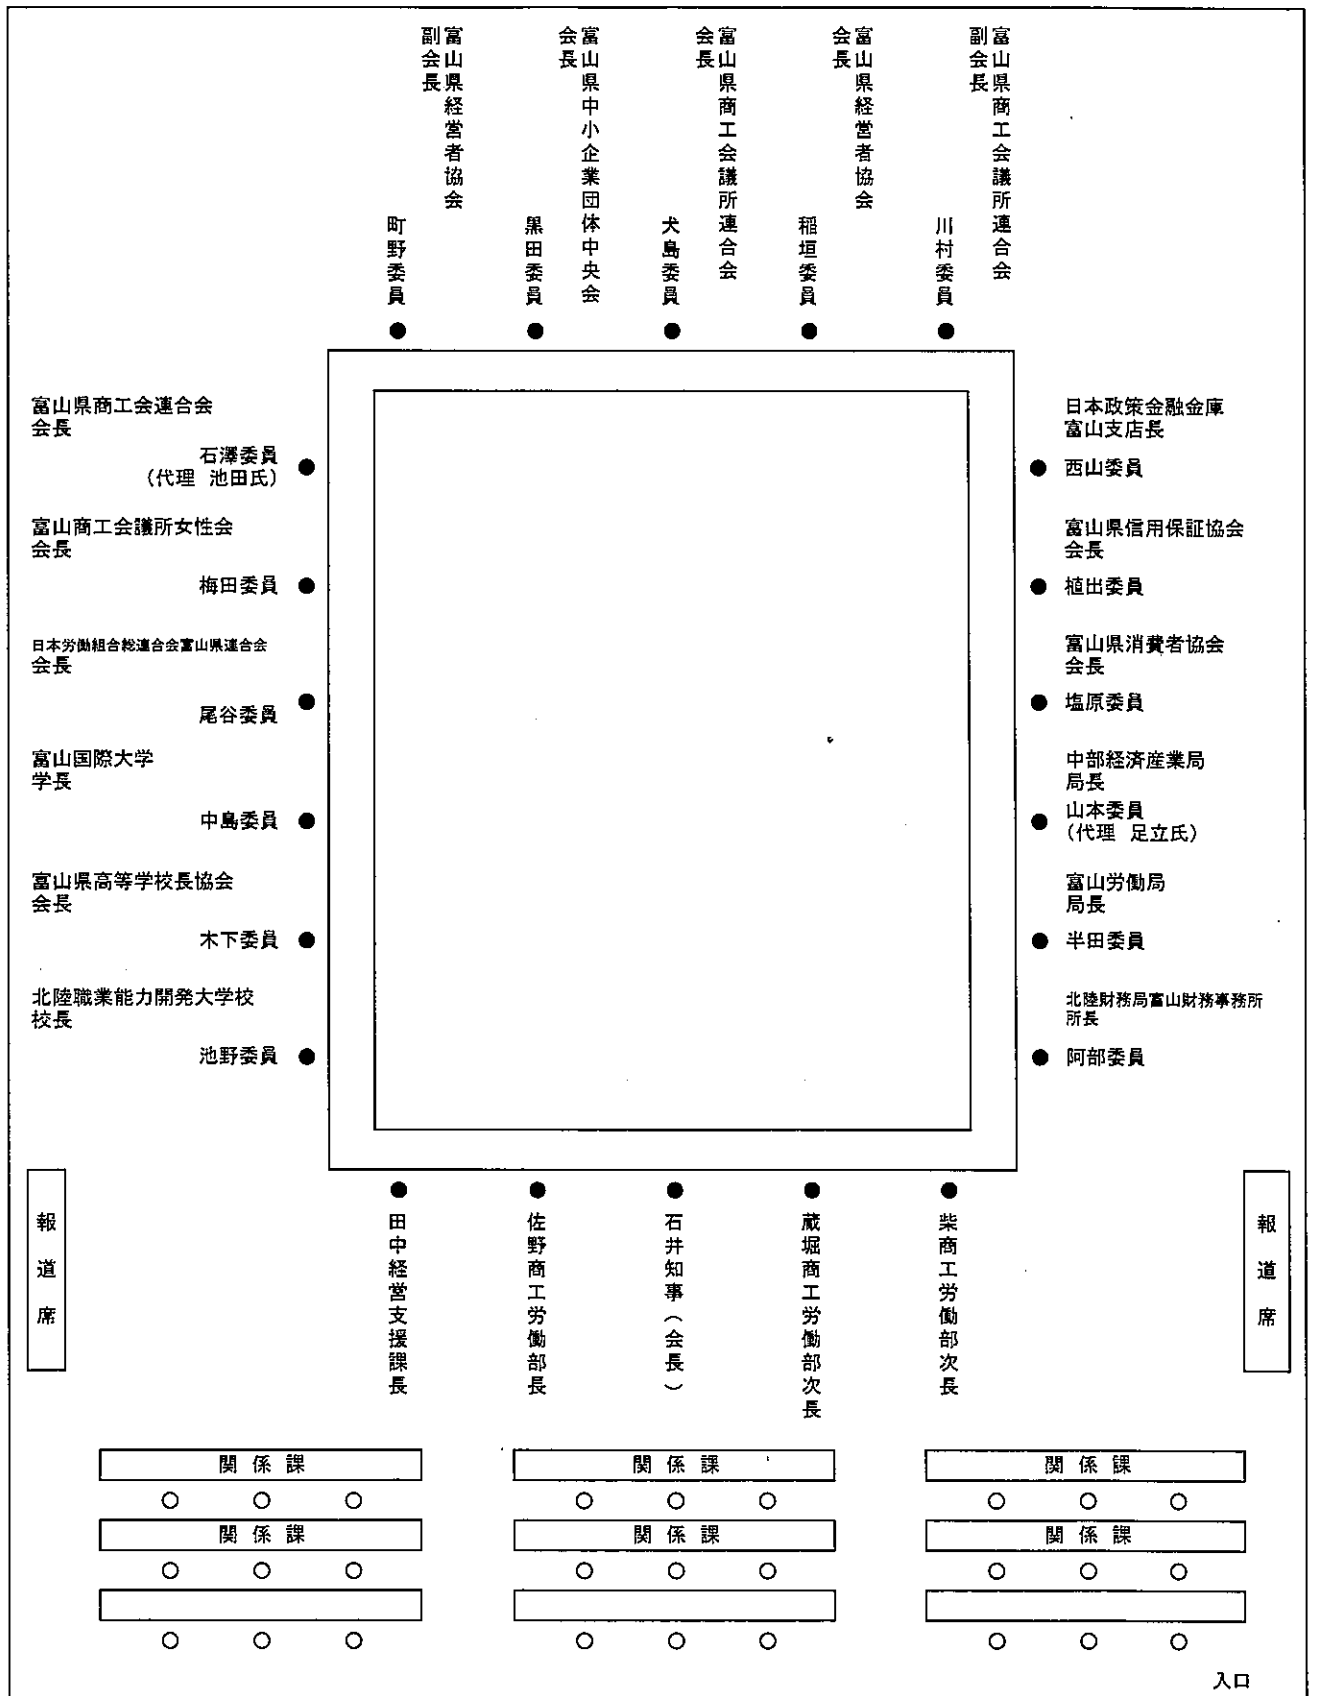 富山県商工会議所連合会
副会長
川村委員
富山県経営者協会
会長
稲垣委員
富山県商工会議所連合会
会長
犬島委員
富山県中小企業団体中央会
会長
黒田委員
富山県経営者協会
副会長
町野委員
富山県商工会連合会
会長
石澤委員
(代理 池田氏)
富山商工会議所女性会
会長
梅田委員
日本労働組合総連合会富山県連合会
会長
尾谷委員
富山国際大学
学長
中島委員
富山県高等学校長協会
会長
木下委員
北陸職業能力開発大学校
校長
池野委員
日本政策金融金庫
富山支店長
西山委員
富山県信用保証協会
会長
植出委員
富山県消費者協会
会長
塩原委員
中部経済産業局
局長
山本委員
(代理 足立氏)
富山労働局
局長
半田委員
北陸財務局富山財務事務所
所長
阿部委員
報道席
田中経営支援課長
佐野商工労働部長
石井知事(会長)
蔵堀商工労働部次長
柴商工労働部次長
報道席
関係課
関係課
関係課
関係課
関係課
関係課
入口